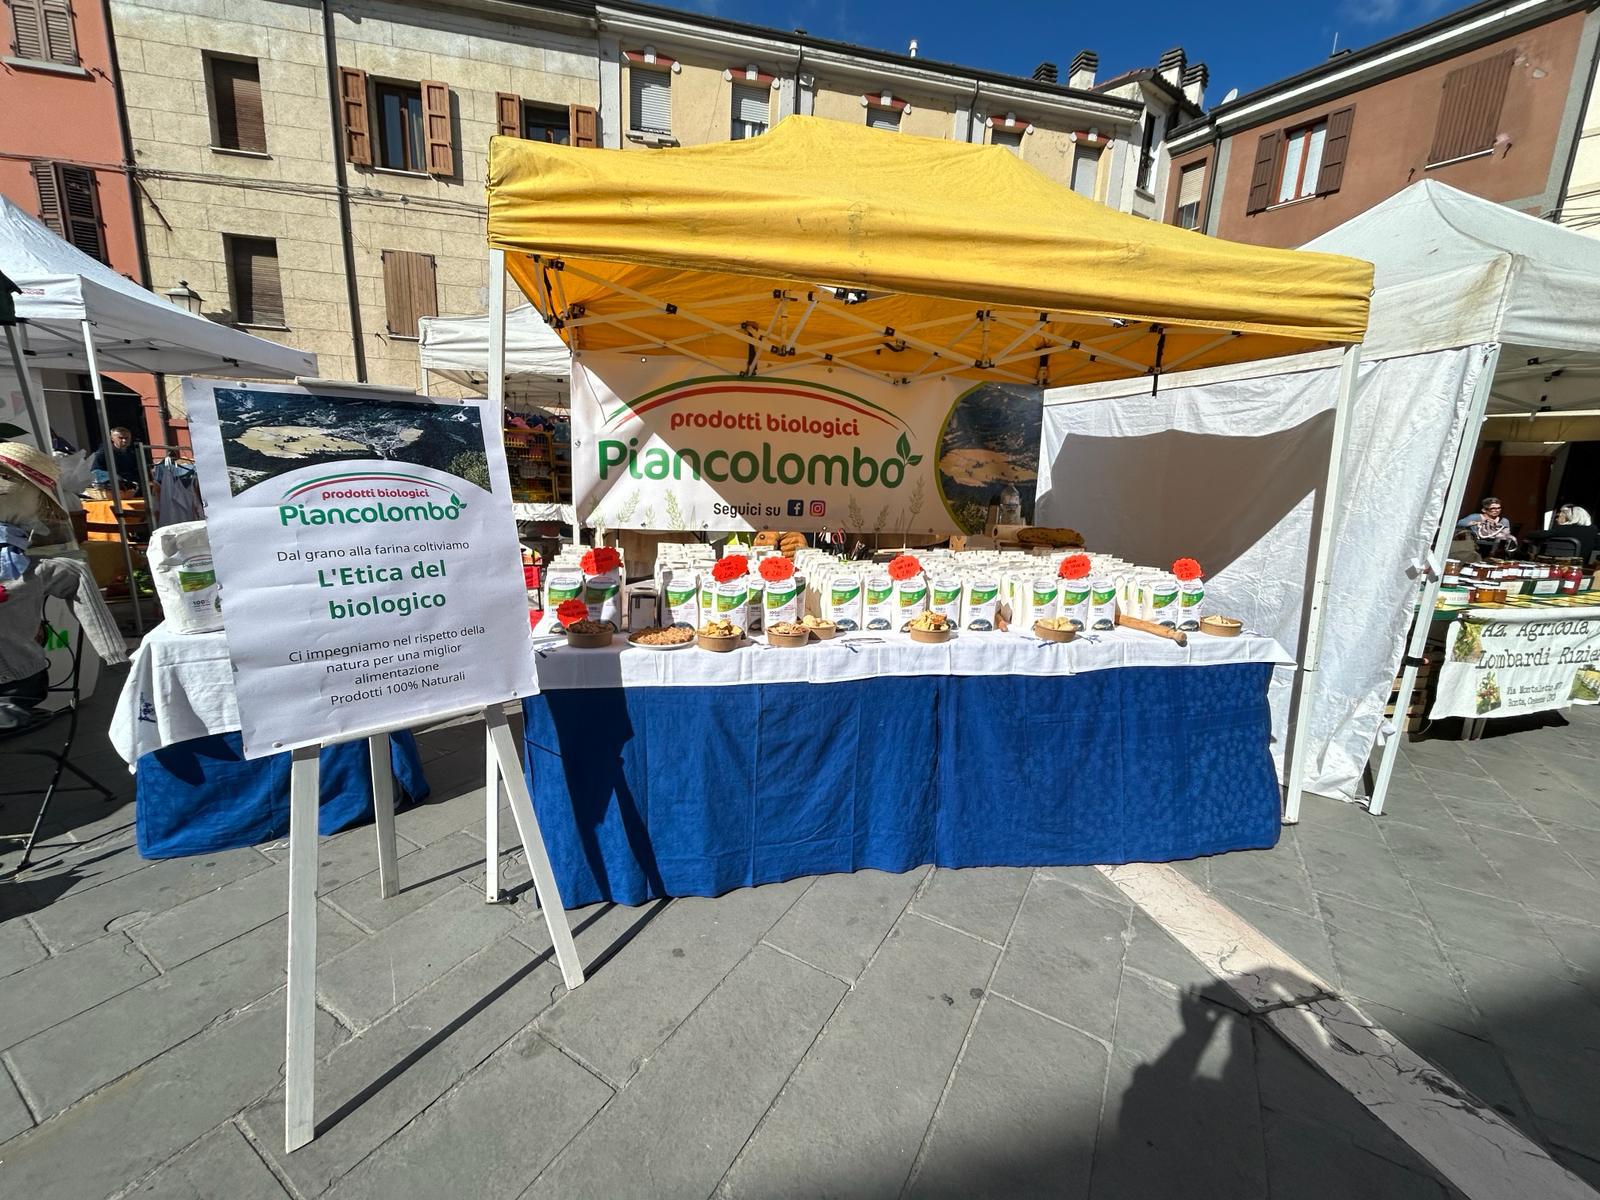 prodotti biologici
Piancolombo
Dal grano alla farina coltiviamo
L'Etica del
biologico
Ci impegniamo nel rispetto della
natura per una miglior
alimentazione
Prodotti 100% Naturali
prodotti biologici
Piancolombo
Seguici su
Az. Agricola
Lombardi Rizie